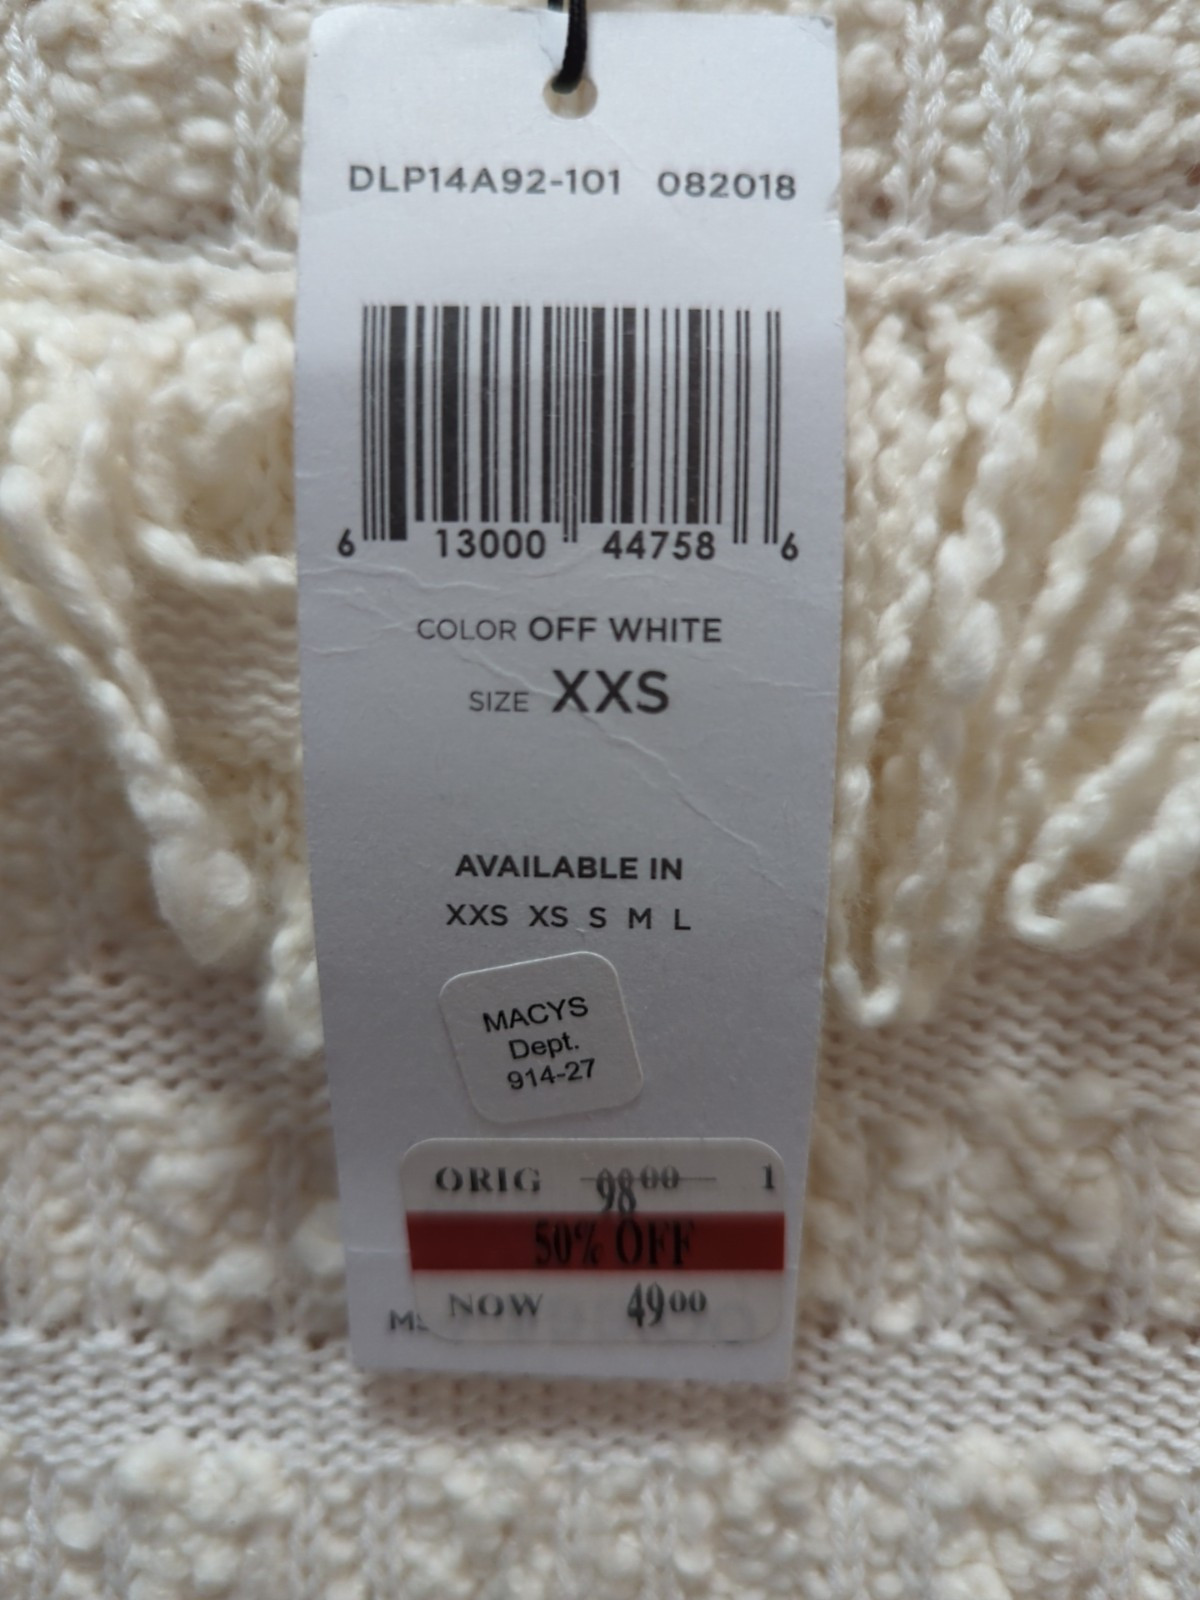 DLP14A92-101 082018
6 13000 44758 6
COLOR OFF WHITE
SIZE XXS
AVAILABLE IN
XXS XS S M L
MACYS
Dept.
914-27
ORIG 98.00 1
50% OFF
NOW 49.00